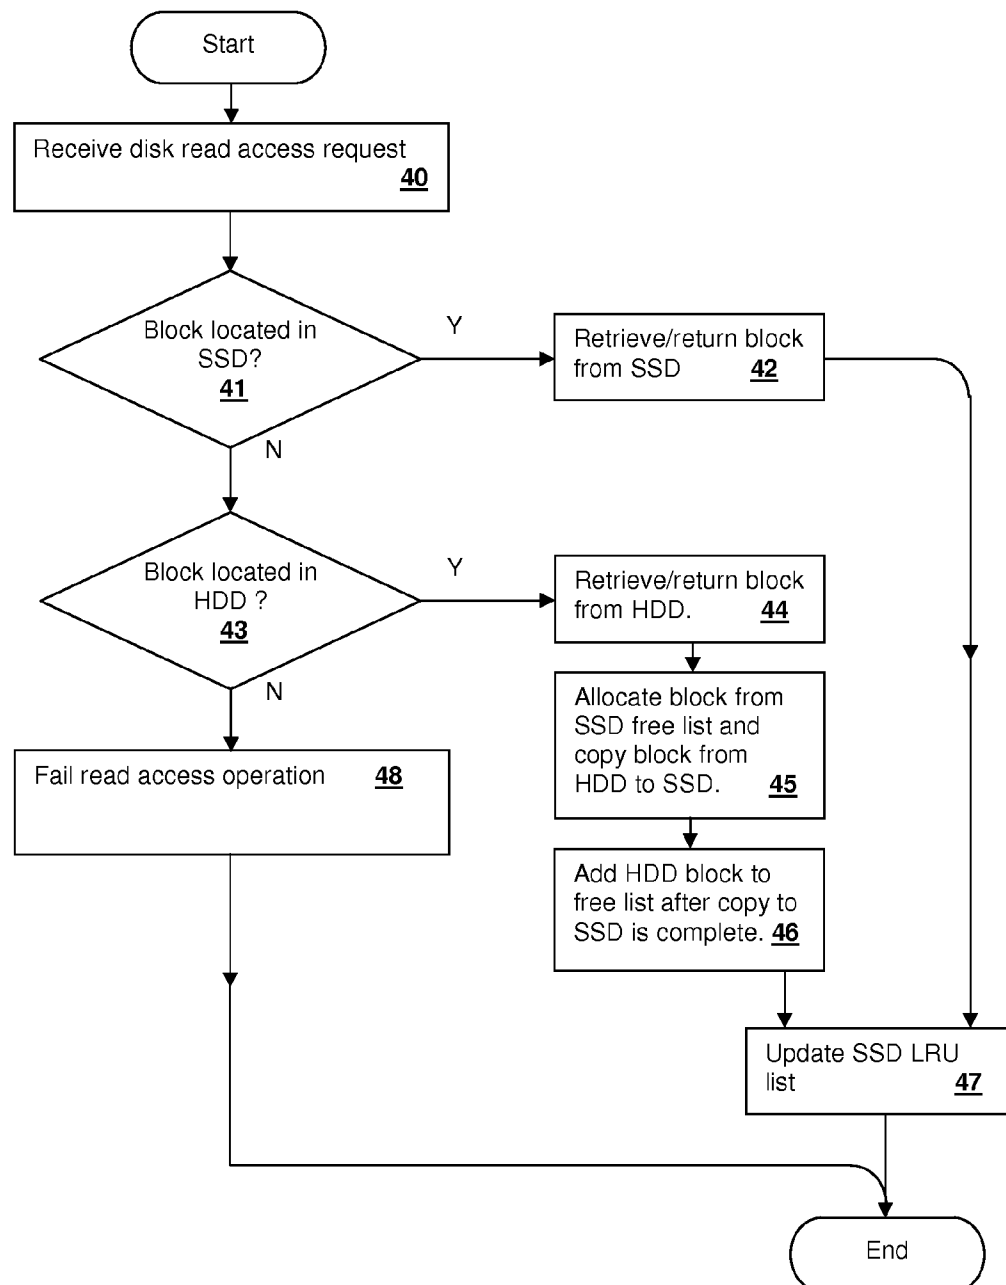 Start
Receive disk read access request
40
Block located in
SSD?
41
Y
Retrieve/return block
from SSD 42
N
Block located in
HDD ?
43
Y
Retrieve/return block
from HDD. 44
N
Allocate block from
SSD free list and
copy block from
HDD to SSD. 45
Fail read access operation 48
Add HDD block to
free list after copy to
SSD is complete. 46
Update SSD LRU
list 47
End